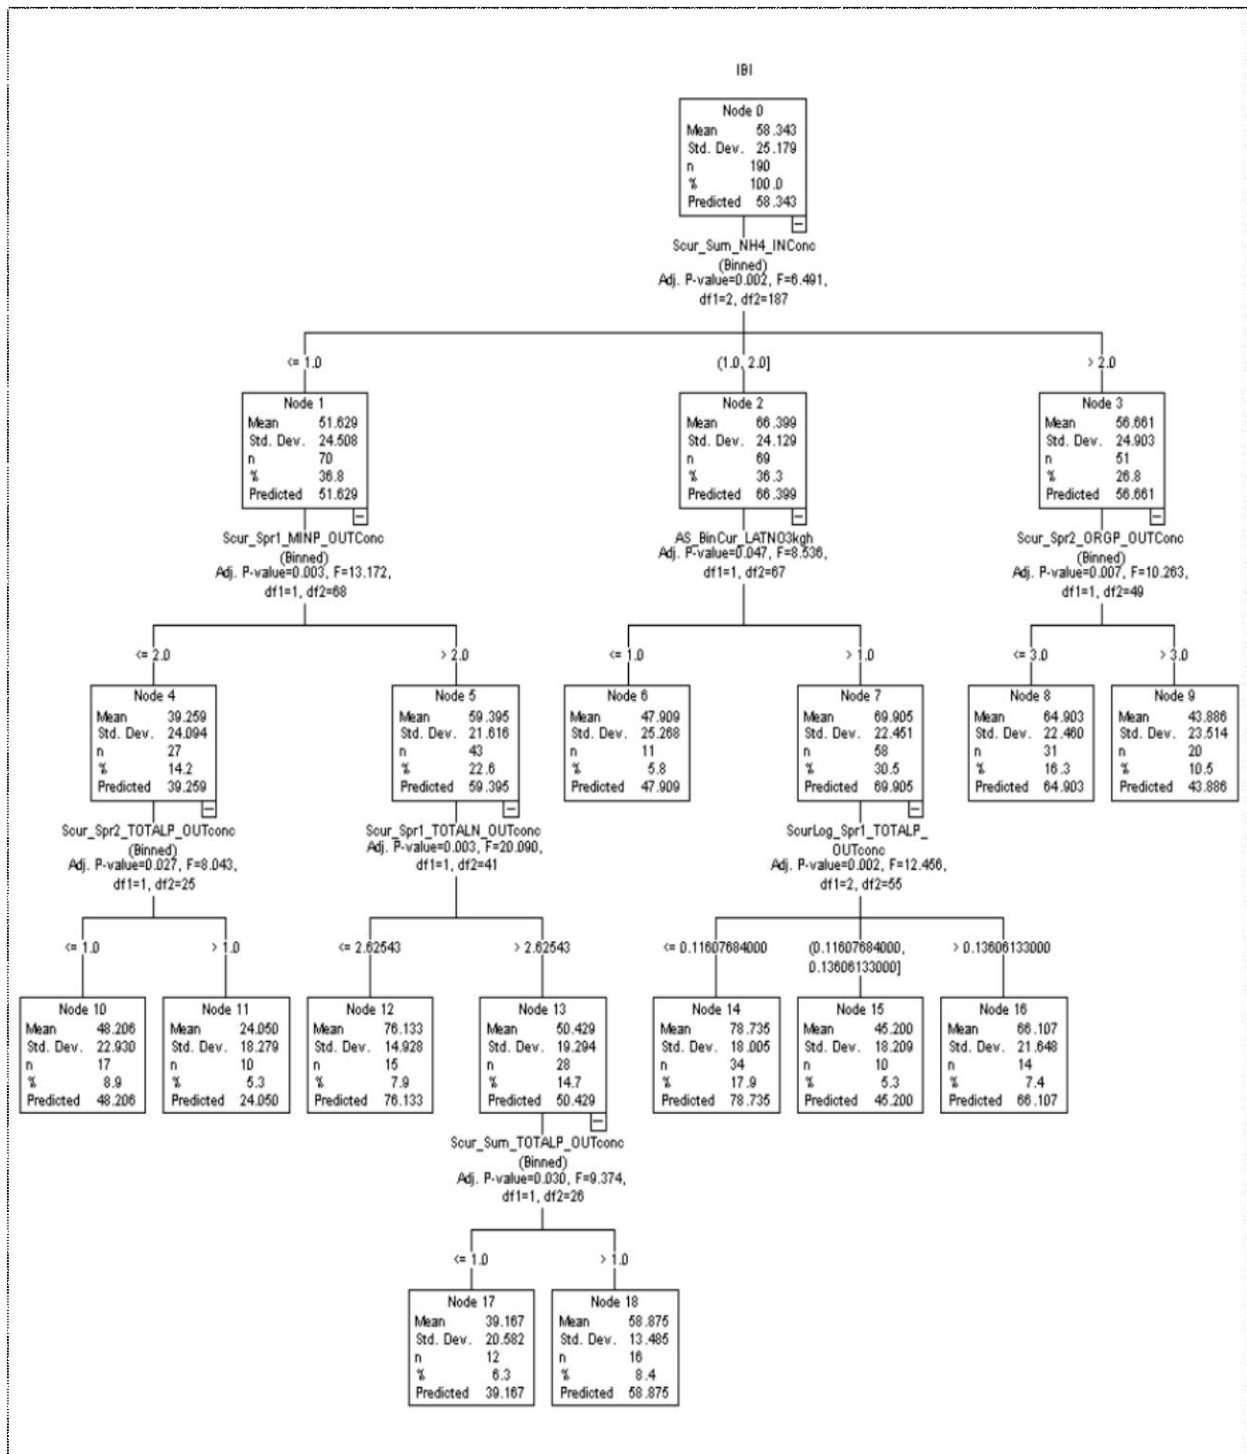 IBI
Node 0
Mean 58.343
Std. Dev. 25.179
n 190
% 100.0
Predicted 58.343
Scur_Sum_NH4_INConc
(Binned)
Adj. P-value=0.002, F=6.491,
df1=2, df2=187
<= 1.0
(1.0, 2.0]
> 2.0
Node 1
Mean 51.629
Std. Dev. 24.508
n 70
% 36.8
Predicted 51.629
Scur_Spr1_MINP_OUTConc
(Binned)
Adj. P-value=0.003, F=13.172,
df1=1, df2=68
Node 2
Mean 66.399
Std. Dev. 24.129
n 69
% 36.3
Predicted 66.399
AS_BinCur_LATNO3kgh
Adj. P-value=0.047, F=8.536,
df1=1, df2=67
Node 3
Mean 56.661
Std. Dev. 24.903
n 51
% 26.8
Predicted 56.661
Scur_Spr2_ORGP_OUTConc
(Binned)
Adj. P-value=0.007, F=10.263,
df1=1, df2=49
<= 2.0
> 2.0
<= 1.0
> 1.0
<= 3.0
> 3.0
Node 4
Mean 39.259
Std. Dev. 24.094
n 27
% 14.2
Predicted 39.259
Scur_Spr2_TOTALP_OUTconc
(Binned)
Adj. P-value=0.027, F=8.043,
df1=1, df2=25
Node 5
Mean 59.395
Std. Dev. 21.616
n 43
% 22.6
Predicted 59.395
Scur_Spr1_TOTALN_OUTconc
Adj. P-value=0.003, F=20.090,
df1=1, df2=41
Node 6
Mean 47.909
Std. Dev. 25.268
n 11
% 5.8
Predicted 47.909
Node 7
Mean 69.905
Std. Dev. 22.451
n 58
% 30.5
Predicted 69.905
ScurLog_Spr1_TOTALP_
OUTconc
Adj. P-value=0.002, F=12.456,
df1=2, df2=55
Node 8
Mean 64.903
Std. Dev. 22.460
n 31
% 16.3
Predicted 64.903
Node 9
Mean 43.886
Std. Dev. 23.514
n 20
% 10.5
Predicted 43.886
<= 1.0
> 1.0
<= 2.62543
> 2.62543
<= 0.11607684000
(0.11607684000,
0.13606133000]
> 0.13606133000
Node 10
Mean 48.206
Std. Dev. 22.930
n 17
% 8.9
Predicted 48.206
Node 11
Mean 24.050
Std. Dev. 18.279
n 10
% 5.3
Predicted 24.050
Node 12
Mean 76.133
Std. Dev. 14.928
n 15
% 7.9
Predicted 76.133
Node 13
Mean 50.429
Std. Dev. 19.294
n 28
% 14.7
Predicted 50.429
Scur_Sum_TOTALP_OUTconc
(Binned)
Adj. P-value=0.030, F=9.374,
df1=1, df2=26
Node 14
Mean 78.735
Std. Dev. 18.005
n 34
% 17.9
Predicted 78.735
Node 15
Mean 45.200
Std. Dev. 18.209
n 10
% 5.3
Predicted 45.200
Node 16
Mean 66.107
Std. Dev. 21.648
n 14
% 7.4
Predicted 66.107
<= 1.0
> 1.0
Node 17
Mean 39.167
Std. Dev. 20.582
n 12
% 6.3
Predicted 39.167
Node 18
Mean 58.875
Std. Dev. 13.485
n 16
% 8.4
Predicted 58.875